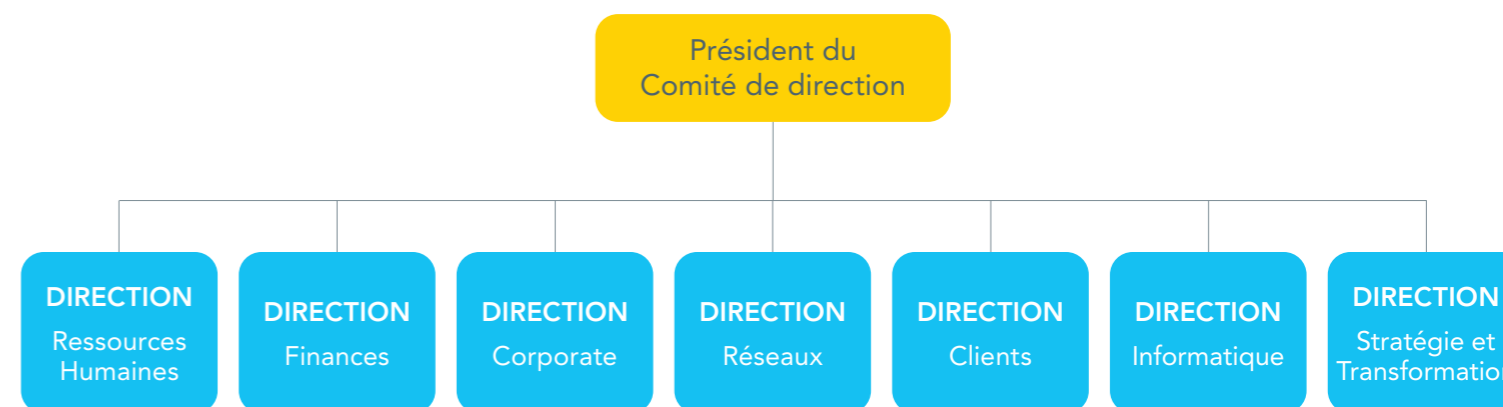 Président du
Comité de direction
DIRECTION
Ressources
Humaines
DIRECTION
Finances
DIRECTION
Corporate
DIRECTION
Réseaux
DIRECTION
Clients
DIRECTION
Informatique
DIRECTION
Stratégie et
Transformation